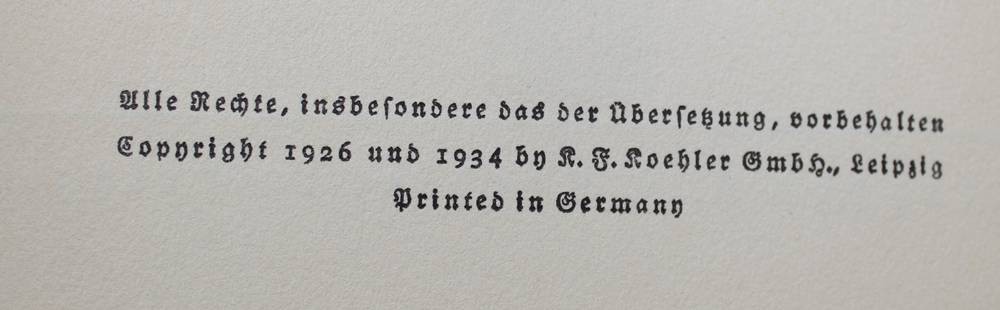 Alle Rechte, insbeſondere das der Überſetzung, vorbehalten
Copyright 1926 und 1934 by K. F. Koehler GmbH., Leipzig
Printed in Germany